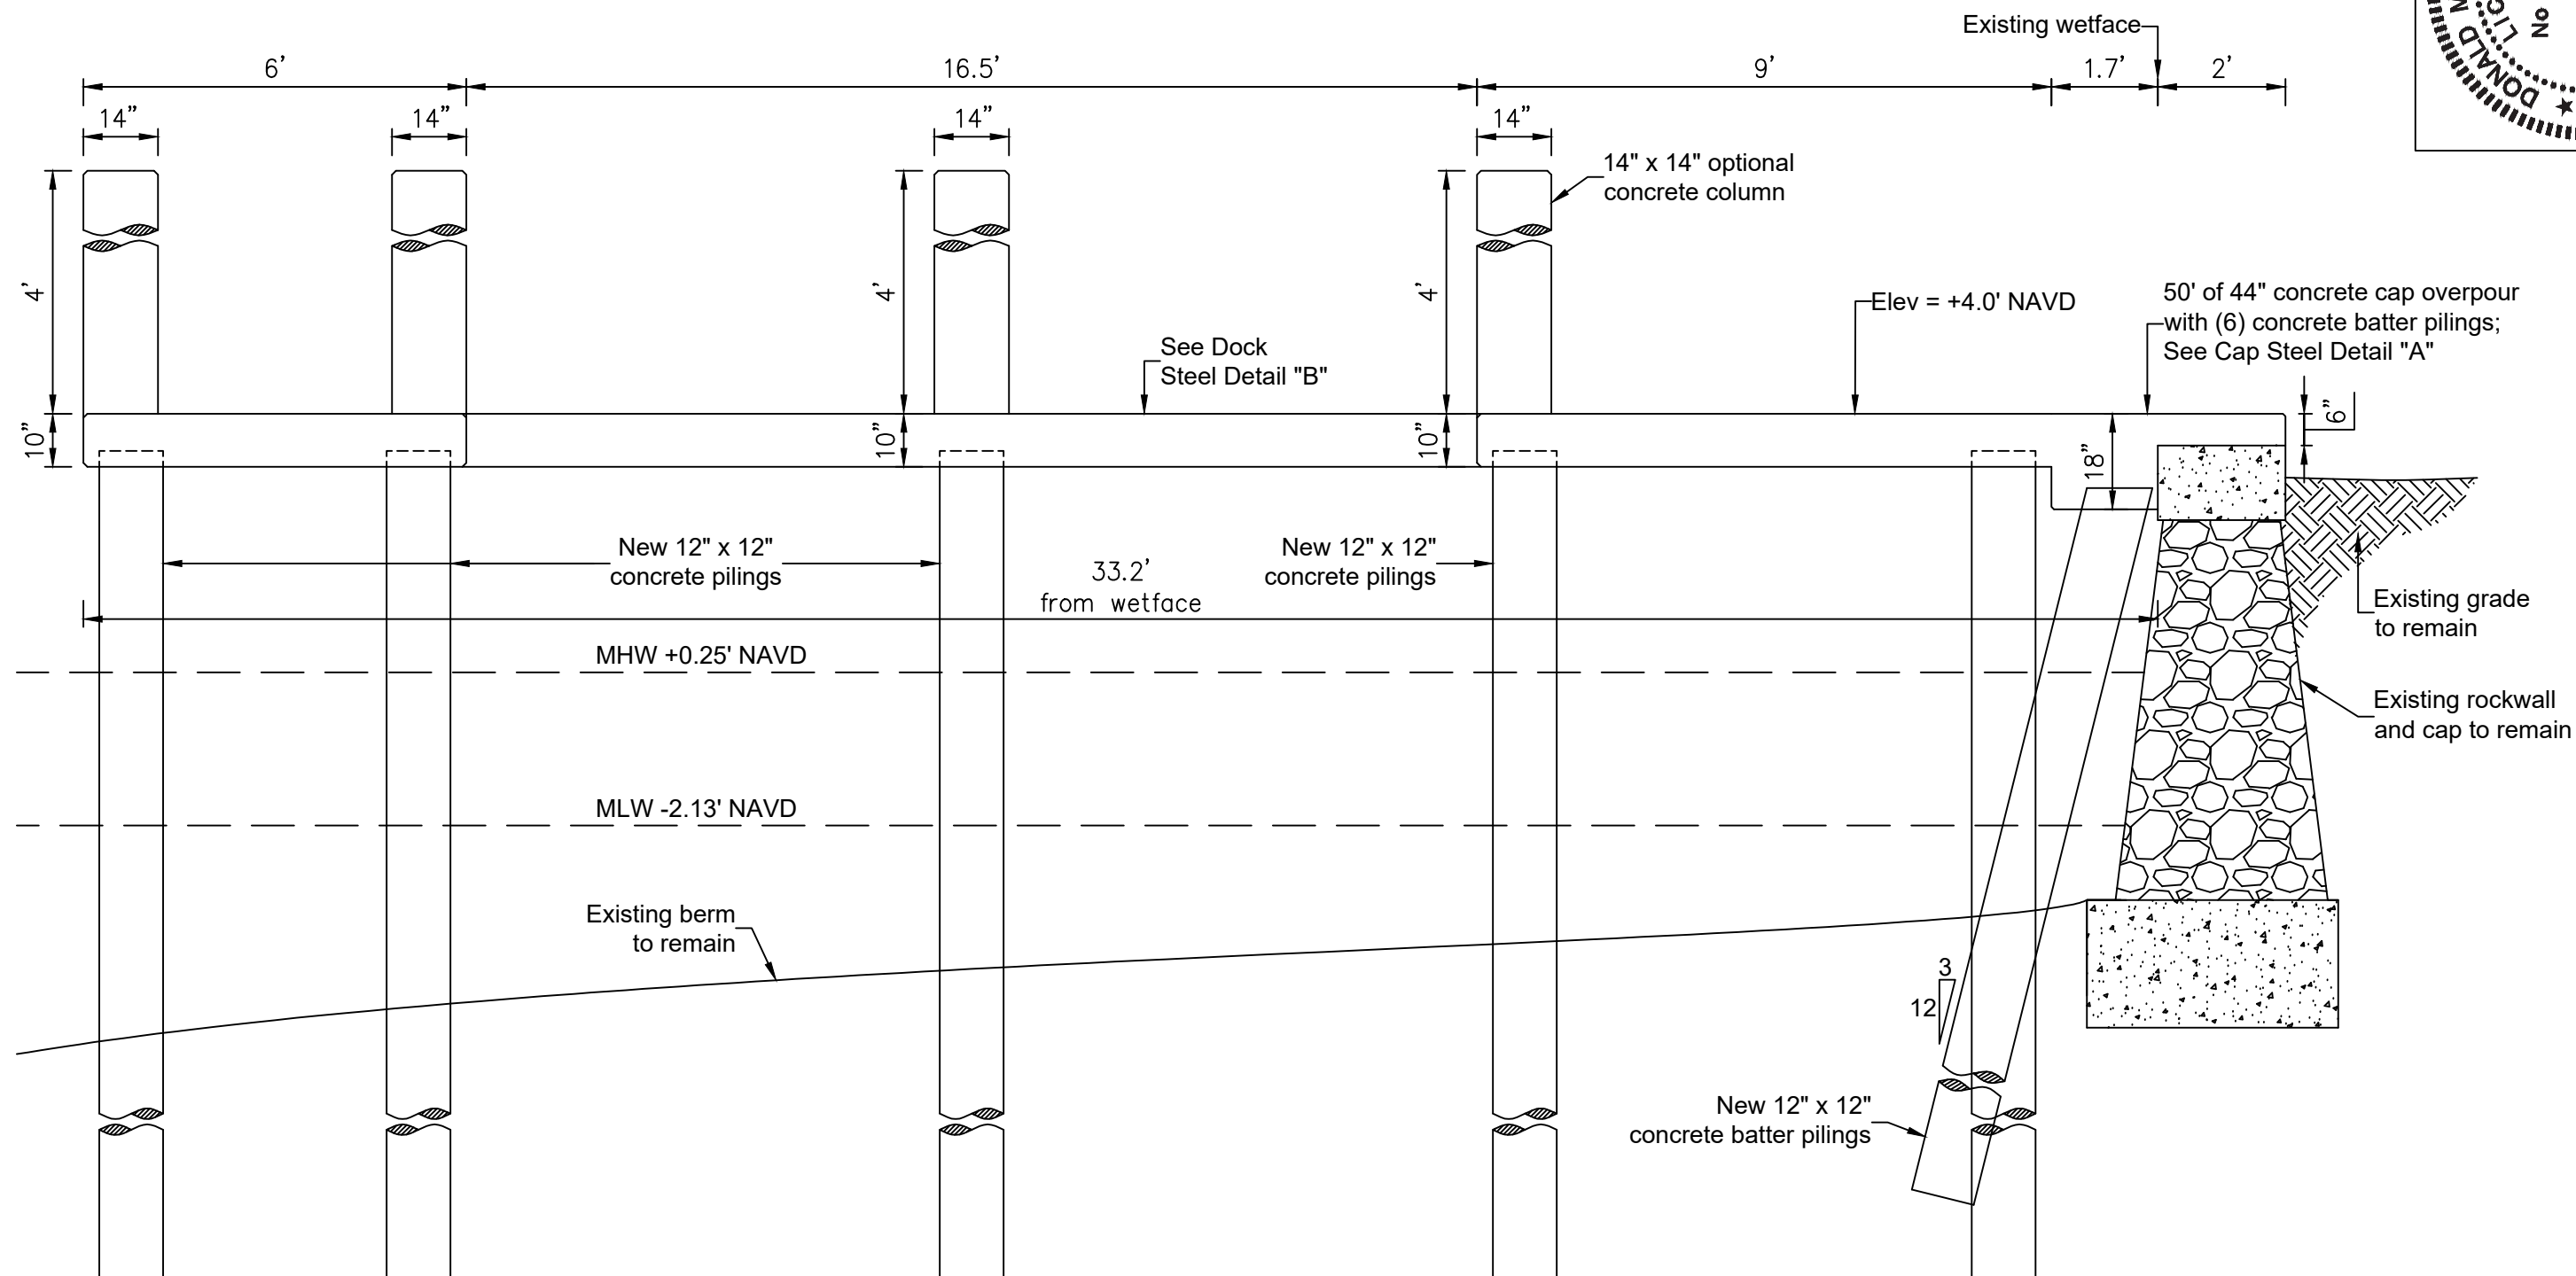 Existing wetface
6’
16.5’
9’
1.7’
2’
14”
14”
14”
14”
No
DONALD M
LIC
14" x 14" optional
concrete column
4’
4’
4’
Elev = +4.0' NAVD
50' of 44" concrete cap overpour
with (6) concrete batter pilings;
See Cap Steel Detail "A"
See Dock
Steel Detail "B"
6”
10”
10”
10”
18”
New 12" x 12"
concrete pilings
New 12" x 12"
concrete pilings
33.2’
from wetface
Existing grade
to remain
MHW +0.25' NAVD
Existing rockwall
and cap to remain
MLW -2.13' NAVD
Existing berm
to remain
3
12
New 12" x 12"
concrete batter pilings